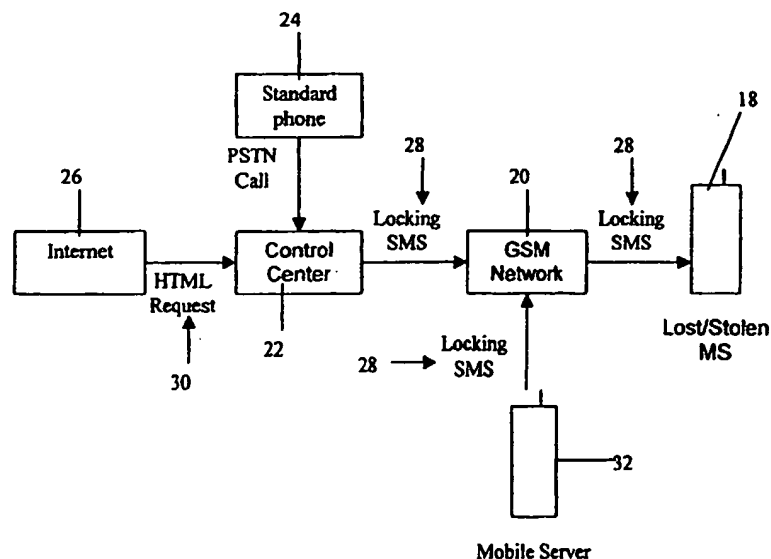 24
Standard
phone
18
PSTN
Call
28
20
28
26
Locking
SMS
Locking
SMS
Internet
Control
Center
GSM
Network
HTML
Request
22
Lost/Stolen
MS
30
28
Locking
SMS
32
Mobile Server